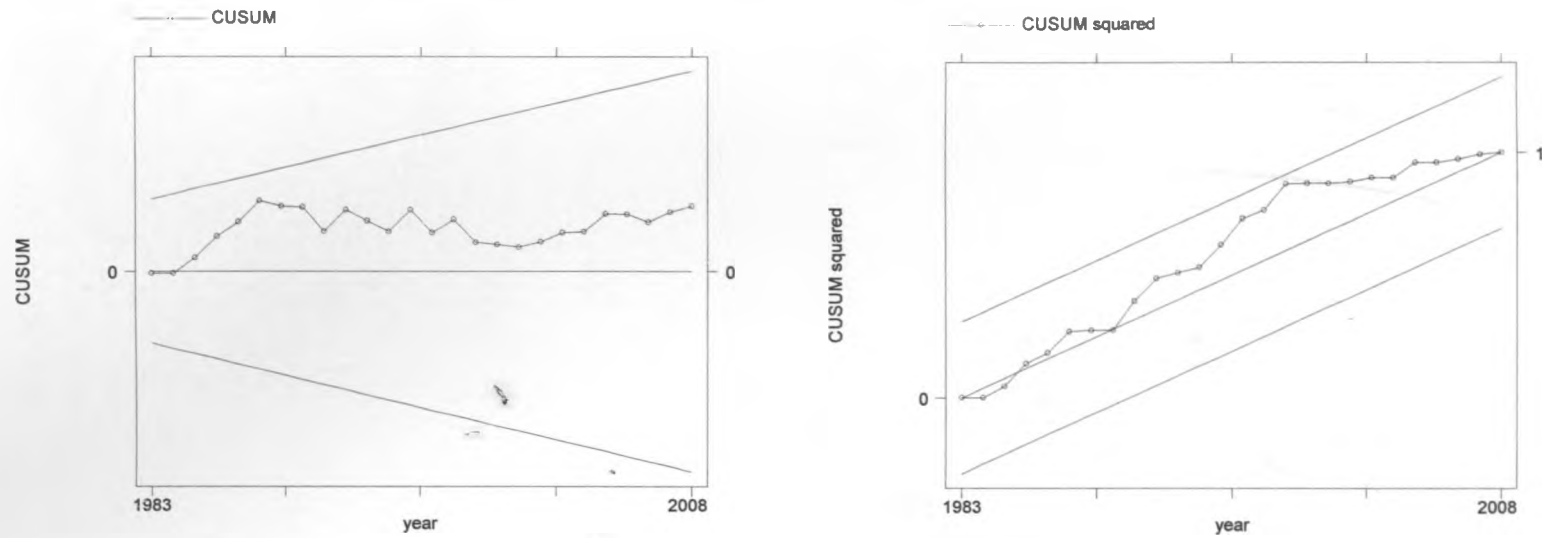 CUSUM
CUSUM
0
0
1983
2008
year
CUSUM squared
CUSUM squared
1
0
1983
2008
year